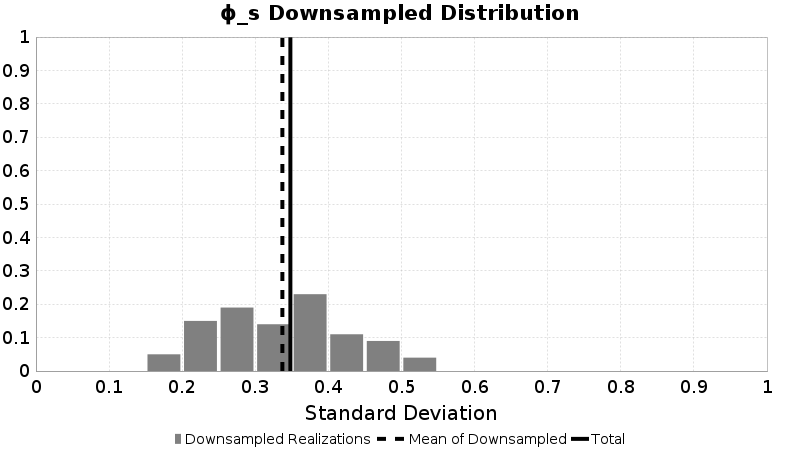 ϕ_s Downsampled Distribution
1
0.9
0.8
0.7
0.6
0.5
0.4
0.3
0.2
0.1
0
0 0.1 0.2 0.3 0.4 0.5 0.6 0.7 0.8 0.9 1
Standard Deviation
Downsampled Realizations Mean of Downsampled Total